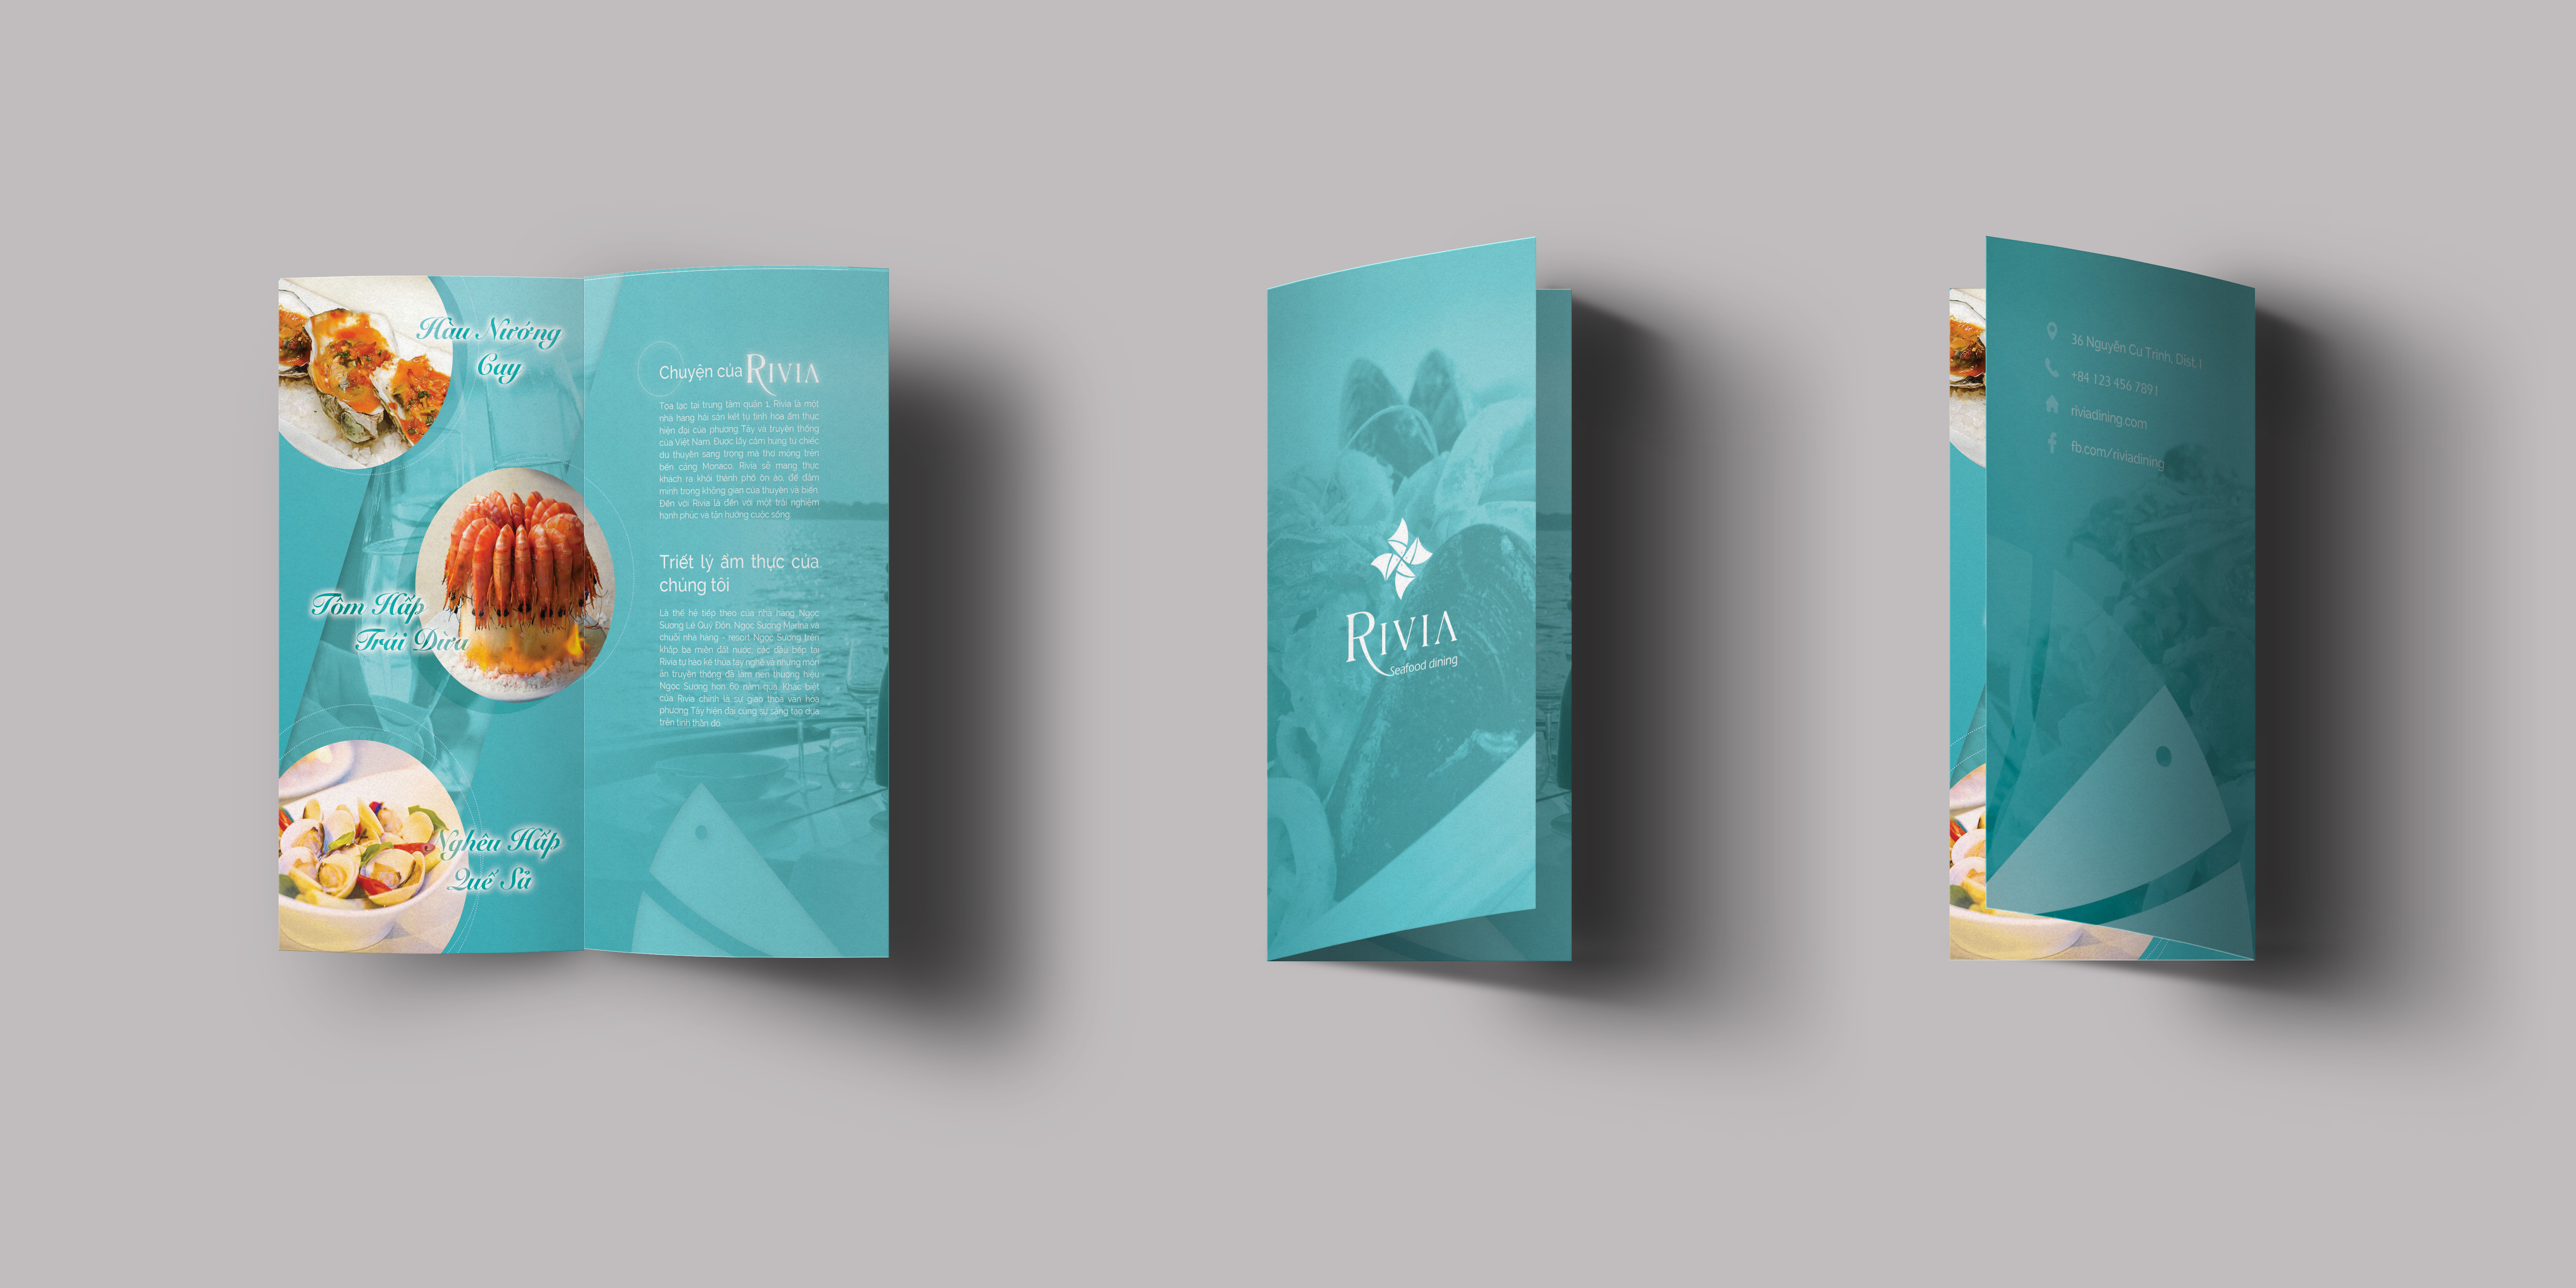 Hàu Nướng
Cay
Tôm Hấp
Trái Dừa
Nghêu Hấp
Quế Sả
Chuyện của RIVIA
Tọa lạc tại trung tâm quận 1, Rivia là một
nhà hàng hải sản kết tụ tinh hoa ẩm thực
hiện đại của phương Tây và truyền thống
của Việt Nam. Được lấy cảm hứng từ chiếc
du thuyền sang trọng mà thơ mộng trên
bến cảng Monaco, Rivia sẽ mang thực
khách ra khỏi thành phố ồn ào, để đắm
mình trong không gian của thuyền và biển.
Đến với Rivia là đến với một trải nghiệm
hạnh phúc và tận hưởng cuộc sống.
Triết lý ẩm thực của
chúng tôi
Là thế hệ tiếp theo của nhà hàng Ngọc
Sương Lê Quý Đôn, Ngọc Sương Marina và
chuỗi nhà hàng - resort Ngọc Sương trên
khắp ba miền đất nước, các đầu bếp tại
Rivia tự hào kế thừa tay nghề và những món
ăn truyền thống đã làm nên thương hiệu
Ngọc Sương hơn 60 năm qua. Khác biệt
của Rivia chính là sự giao thoa văn hóa
phương Tây hiện đại cùng sự sáng tạo dựa
trên tinh thần đó.
RIVIA
Seafood dining
36 Nguyễn Cư Trinh, Dist.1
+84 123 456 7891
riviadining.com
fb.com/riviadining